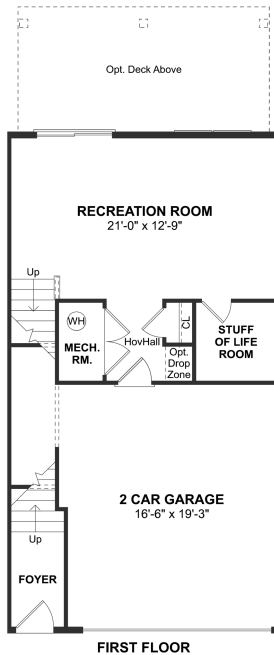 Opt. Deck Above
RECREATION ROOM
21'-0" x 12'-9"
Up
WH
MECH.
RM.
HovHall
CL
Opt.
Drop
Zone
STUFF
OF LIFE
ROOM
2 CAR GARAGE
16'-6" x 19'-3"
Up
FOYER
FIRST FLOOR